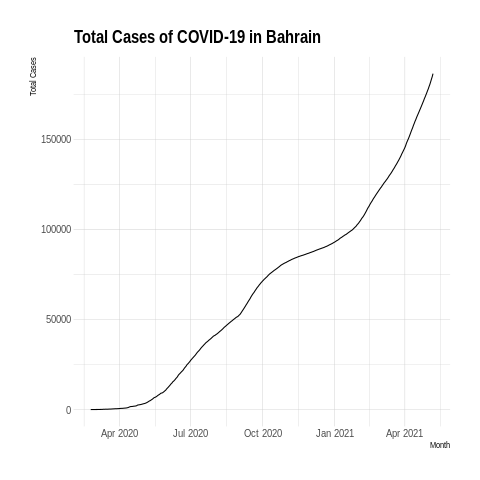 Total Cases of COVID-19 in Bahrain
Total Cases
150000
100000
50000
0
Apr 2020 Jul 2020 Oct 2020 Jan 2021 Apr 2021
Month